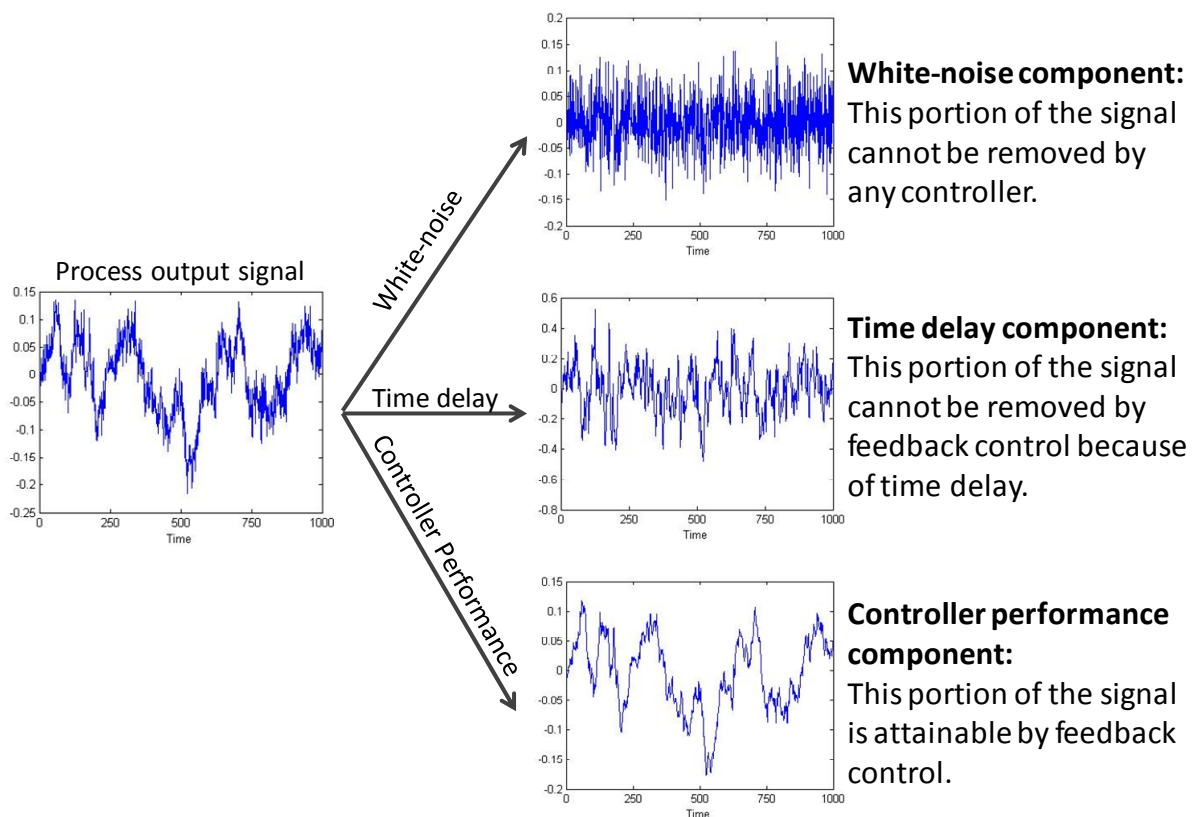 Process output signal
0.15
0.1
0.05
0
-0.05
-0.1
-0.15
-0.2
-0.25
0 250 500 750 1000
Time
White-noise
Time delay
Controller Performance
0.2
0.15
0.1
0.05
0
-0.05
-0.1
-0.15
-0.2
0 250 500 750 1000
Time
White-noise component:
This portion of the signal
cannot be removed by
any controller.
0.6
0.4
0.2
0
-0.2
-0.4
-0.6
-0.8
0 250 500 750 1000
Time
Time delay component:
This portion of the signal
cannot be removed by
feedback control because
of time delay.
0.15
0.1
0.05
0
-0.05
-0.1
-0.15
-0.2
0 250 500 750 1000
Time
Controller performance
component:
This portion of the signal
is attainable by feedback
control.